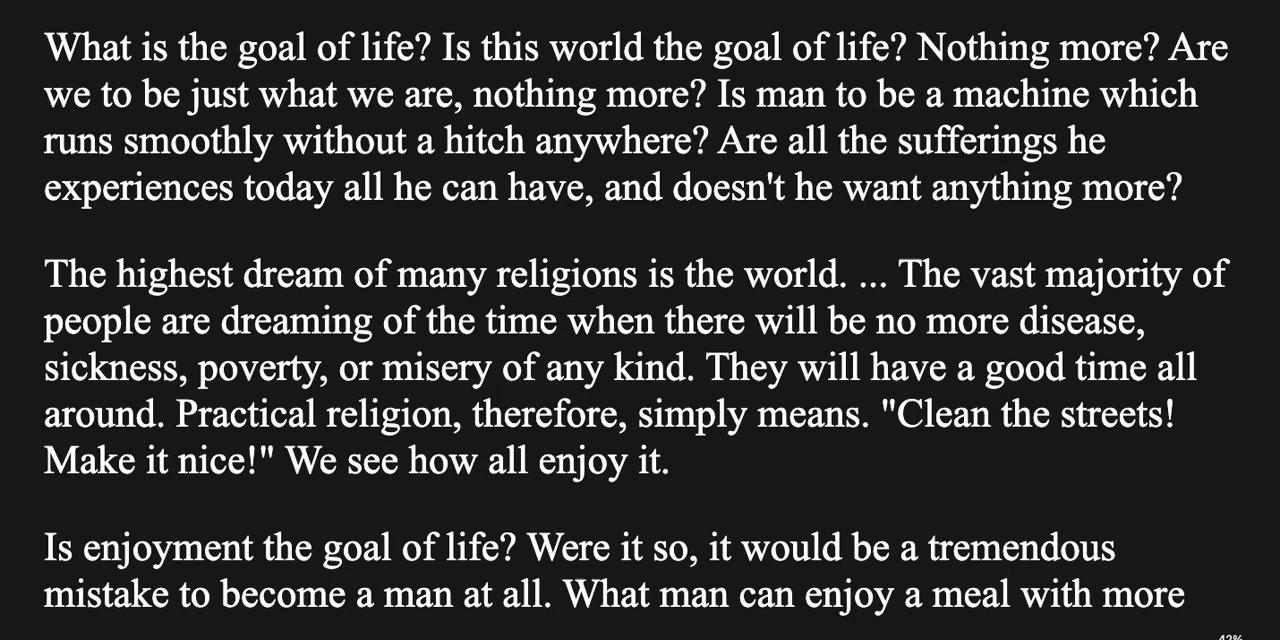 What is the goal of life? Is this world the goal of life? Nothing more? Are
we to be just what we are, nothing more? Is man to be a machine which
runs smoothly without a hitch anywhere? Are all the sufferings he
experiences today all he can have, and doesn't he want anything more?
The highest dream of many religions is the world. ... The vast majority of
people are dreaming of the time when there will be no more disease,
sickness, poverty, or misery of any kind. They will have a good time all
around. Practical religion, therefore, simply means. "Clean the streets!
Make it nice!" We see how all enjoy it.
Is enjoyment the goal of life? Were it so, it would be a tremendous
mistake to become a man at all. What man can enjoy a meal with more